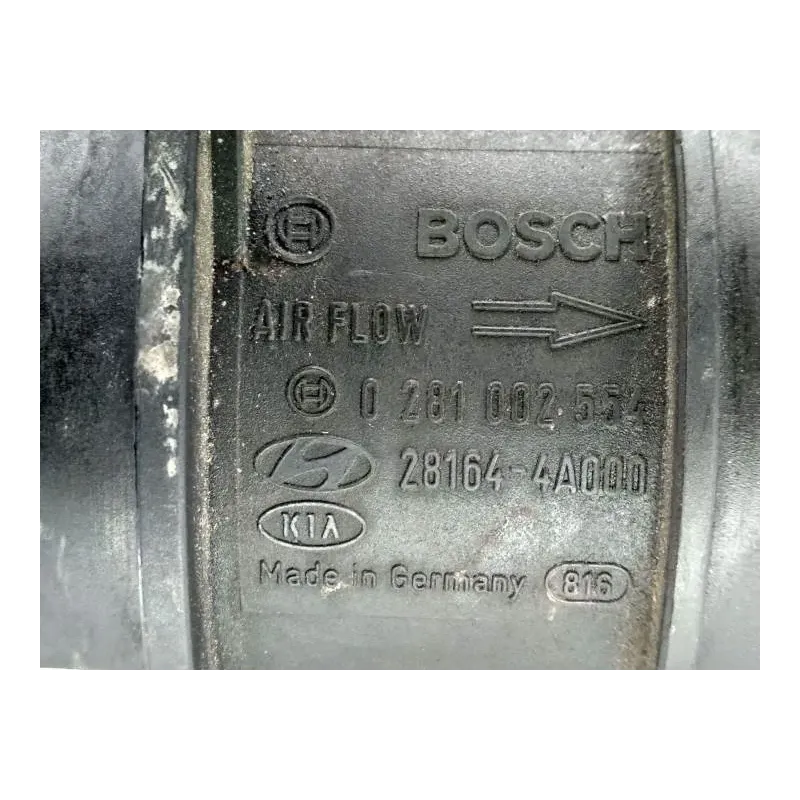 BOSCH
AIR FLOW
0 281 002 554
28164-4A000
KIA
Made in Germany 816